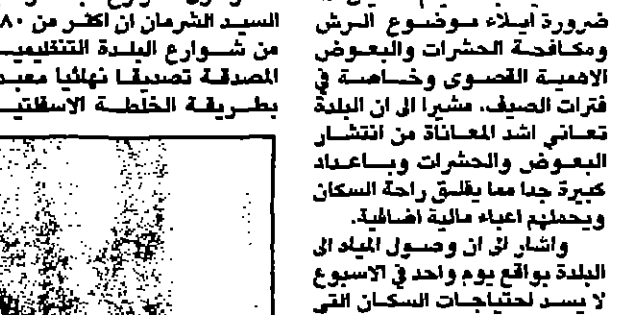 ضرورة ايلاء موضوع الرش
ومكافحة الحشرات والبعوض
الاهمية القصوى وخاصة في
فترات الصيف، مشيرا الى ان البلدة
تعاني اشد المعاناة من انتشار
البعوض والحشرات وباعداد
كبيرة جدا مما يقلق راحة السكان
ويحملهم اعباء مالية اضافية.
واشار الى ان وصول المياه الى
البلدة بواقع يوم واحد في الاسبوع
لا يسد احتياجات السكان التي
السيد الشرمان ان اكثر من ٨٠
من شوارع البلدة التنظيمية
المصدقة تصديقا نهائيا معبد
بطريقة الخلطة الاسفلتي